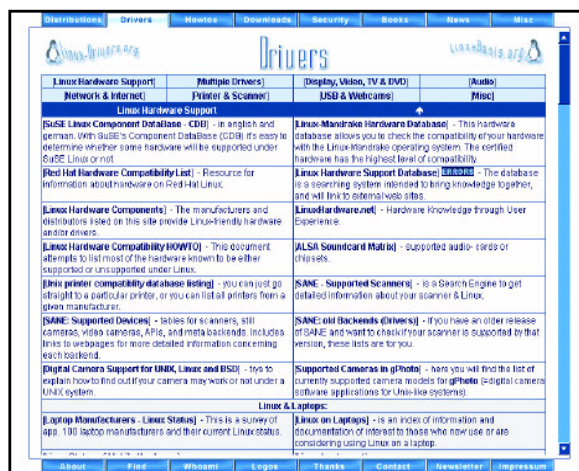 Distributions Drivers Howtos Downloads Security Books News Misc
Linux-Drivers.org
Drivers
LinuxBasis.org
[Linux Hardware Support] [Multiple Drivers] [Display, Video, TV & DVD] [Audio]
[Network & Internet] [Printer & Scanner] [USB & Webcams] [Misc]
Linux Hardware Support
[SuSE Linux Component DataBase - CDB] - in english and
german. With SuSE's Component DataBase (CDB) it's easy to
determine whether some hardware will be supported under
SuSE Linux or not.
[Linux-Mandrake Hardware Database] - This hardware
database allows you to check the compatibility of your hardware
with the Linux-Mandrake operating system. The certified
hardware has the highest level of compatibility.
[Red Hat Hardware Compatibility List] - Resource for
information about hardware on Red Hat Linux.
[Linux Hardware Support Database] ERRORS - The database
is a searching system intended to bring knowledge together,
and will link to external web sites.
[Linux Hardware Components] - The manufacturers and
distributors listed on this site provide Linux-friendly hardware
and/or drivers.
[LinuxHardware.net] - Hardware Knowledge through User
Experience.
[Linux Hardware Compatibility HOWTO] - This document
attempts to list most of the hardware known to be either
supported or unsupported under Linux.
[ALSA Soundcard Matrix] - supported audio- cards or
chipsets.
[Unix printer compatiblity database listing] - you can just go
straight to a particular printer, or you can list all printers from a
given manufacturer.
[SANE - Supported Scanners] - is a Search Engine to get
detailed information about your scanner & Linux.
[SANE: Supported Devices] - tables for scanners, still
cameras, video cameras, APIs, and meta backends. Includes
links to webpages for more detailed information concerning
each backend.
[SANE: old Backends (Drivers)] - If you have an older release
of SANE and want to check if your scanner is supported by that
version, these lists are for you.
[Digital Camera Support for UNIX, Linux and BSD] - trys to
explain how to find out if your camera may work or not under a
UNIX system.
[Supported Cameras in gPhoto] - here you will find the list of
currently supported camera models for gPhoto (=digital camera
software applications for Unix-like systems).
Linux & Laptops:
[Laptop Manufacturers - Linux Status] - This is a survey of
app. 100 laptop manufacturers and their current Linux status.
[Linux on Laptops] - is an index of information and
documentation of interest to those who now use or are
considering using Linux on a laptop.
About Find Whoami Logos Thanks Contact Newsletter Impressum